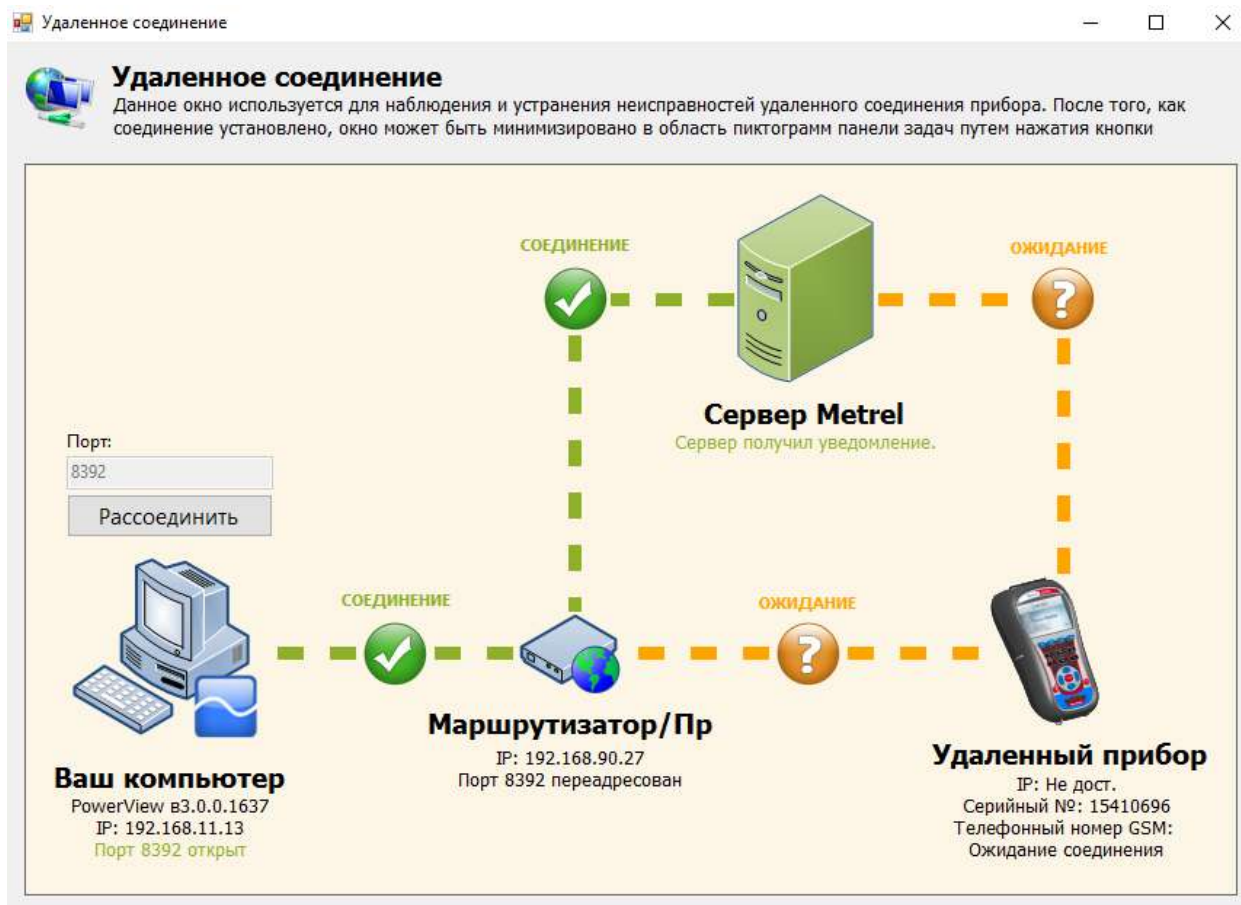 Удаленное соединение
Удаленное соединение
Данное окно используется для наблюдения и устранения неисправностей удаленного соединения прибора. После того, как
соединение установлено, окно может быть минимизировано в область пиктограмм панели задач путем нажатия кнопки
СОЕДИНЕНИЕ
ОЖИДАНИЕ
Сервер Metrel
Сервер получил уведомление.
Порт:
8392
Рассоединить
СОЕДИНЕНИЕ
ОЖИДАНИЕ
Маршрутизатор/Пр
IP: 192.168.90.27
Порт 8392 переадресован
Ваш компьютер
PowerView в3.0.0.1637
IP: 192.168.11.13
Порт 8392 открыт
Удаленный прибор
IP: Не дост.
Серийный №: 15410696
Телефонный номер GSM:
Ожидание соединения